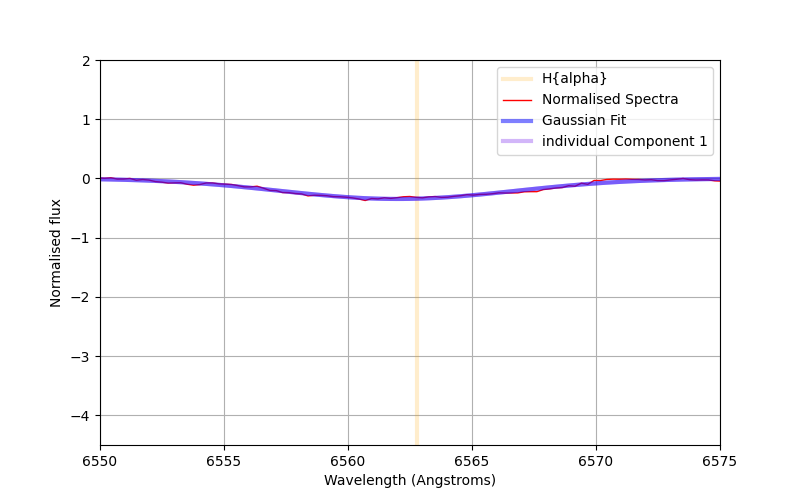 2
1
0
−1
−2
−3
−4
6550 6555 6560 6565 6570 6575
Normalised flux
Wavelength (Angstroms)
H{alpha}
Normalised Spectra
Gaussian Fit
individual Component 1